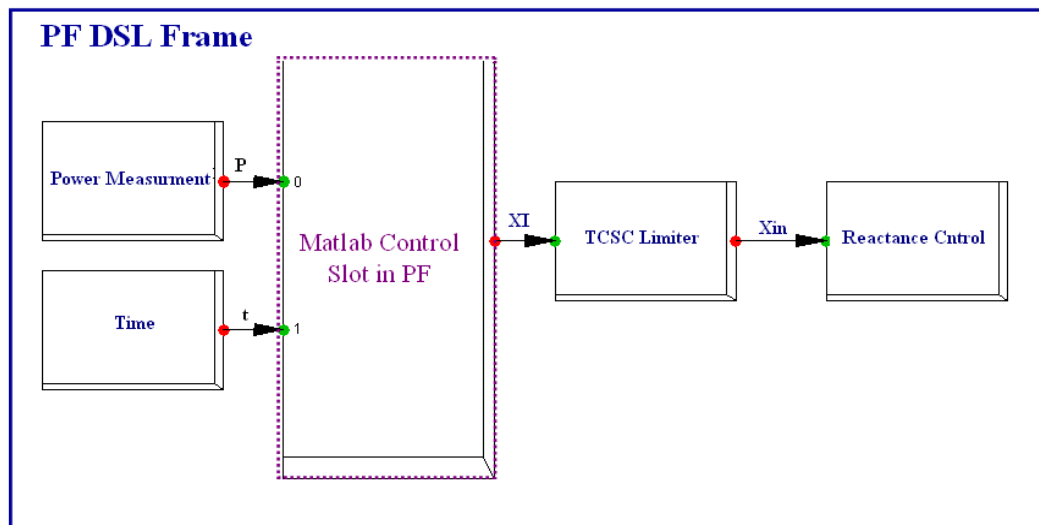 PF DSL Frame
Power Measurment
P
0
Time
t
1
Matlab Control
Slot in PF
XI
TCSC Limiter
Xin
Reactance Cntrol